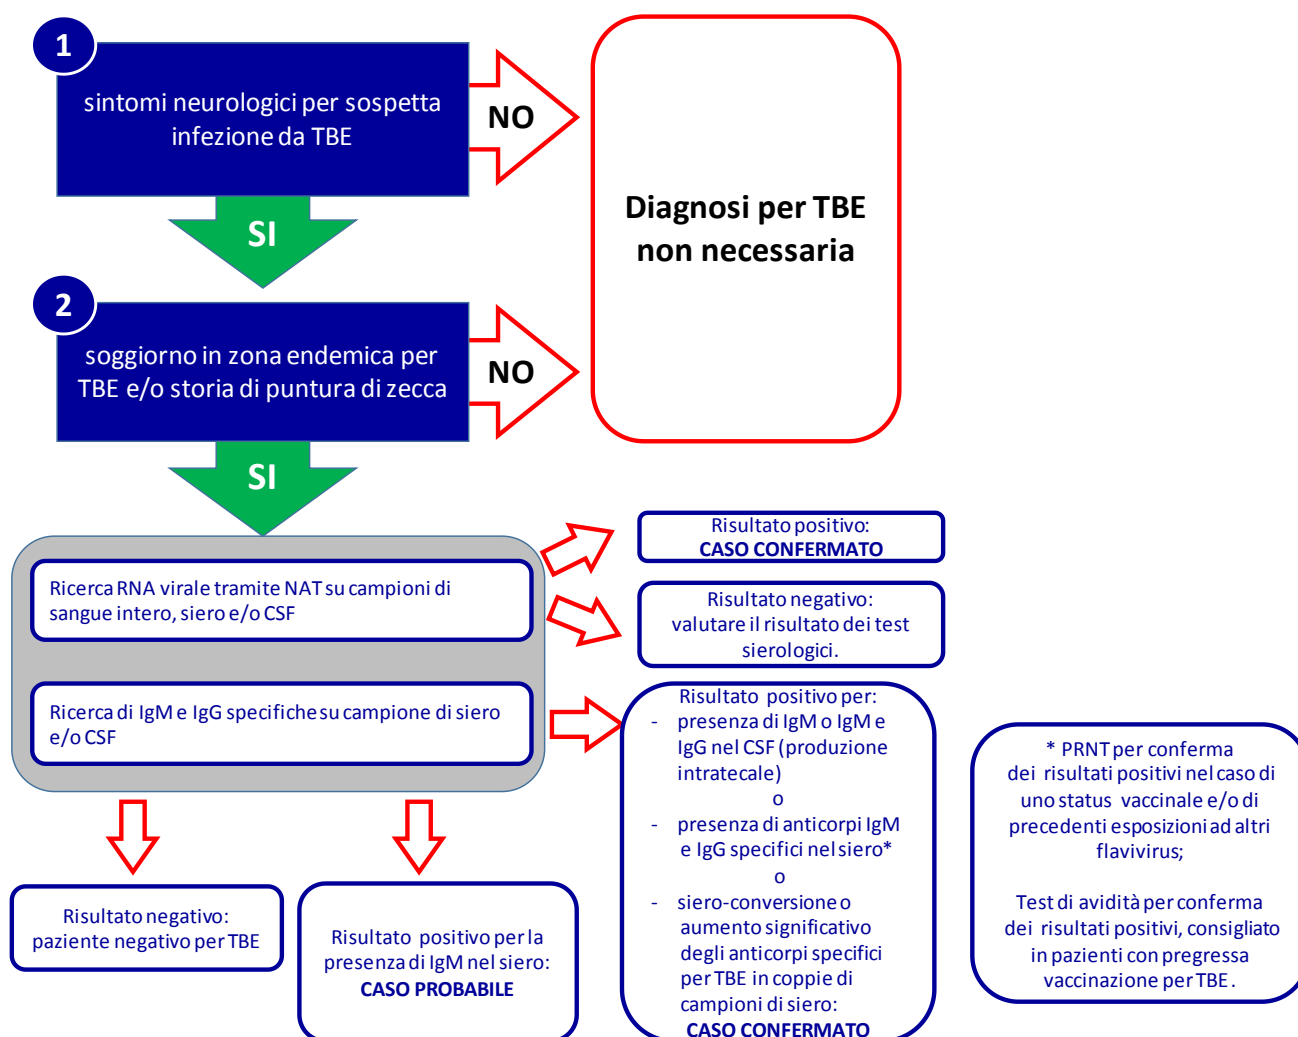 1
sintomi neurologici per sospetta
infezione da TBE
NO
SI
Diagnosi per TBE
non necessaria
2
soggiorno in zona endemica per
TBE e/o storia di puntura di zecca
NO
SI
Ricerca RNA virale tramite NAT su campioni di
sangue intero, siero e/o CSF
Ricerca di IgM e IgG specifiche su campione di siero
e/o CSF
Risultato positivo:
CASO CONFERMATO
Risultato negativo:
valutare il risultato dei test
sierologici.
Risultato positivo per:
- presenza di IgM o IgM e
IgG nel CSF (produzione
intratecale)
o
- presenza di anticorpi IgM
e IgG specifici nel siero*
o
- siero-conversione o
aumento significativo
degli anticorpi specifici
per TBE in coppie di
campioni di siero:
CASO CONFERMATO
* PRNT per conferma
dei risultati positivi nel caso di
uno status vaccinale e/o di
precedenti esposizioni ad altri
flavivirus;
Test di avidità per conferma
dei risultati positivi, consigliato
in pazienti con pregressa
vaccinazione per TBE.
Risultato negativo:
paziente negativo per TBE
Risultato positivo per la
presenza di IgM nel siero:
CASO PROBABILE